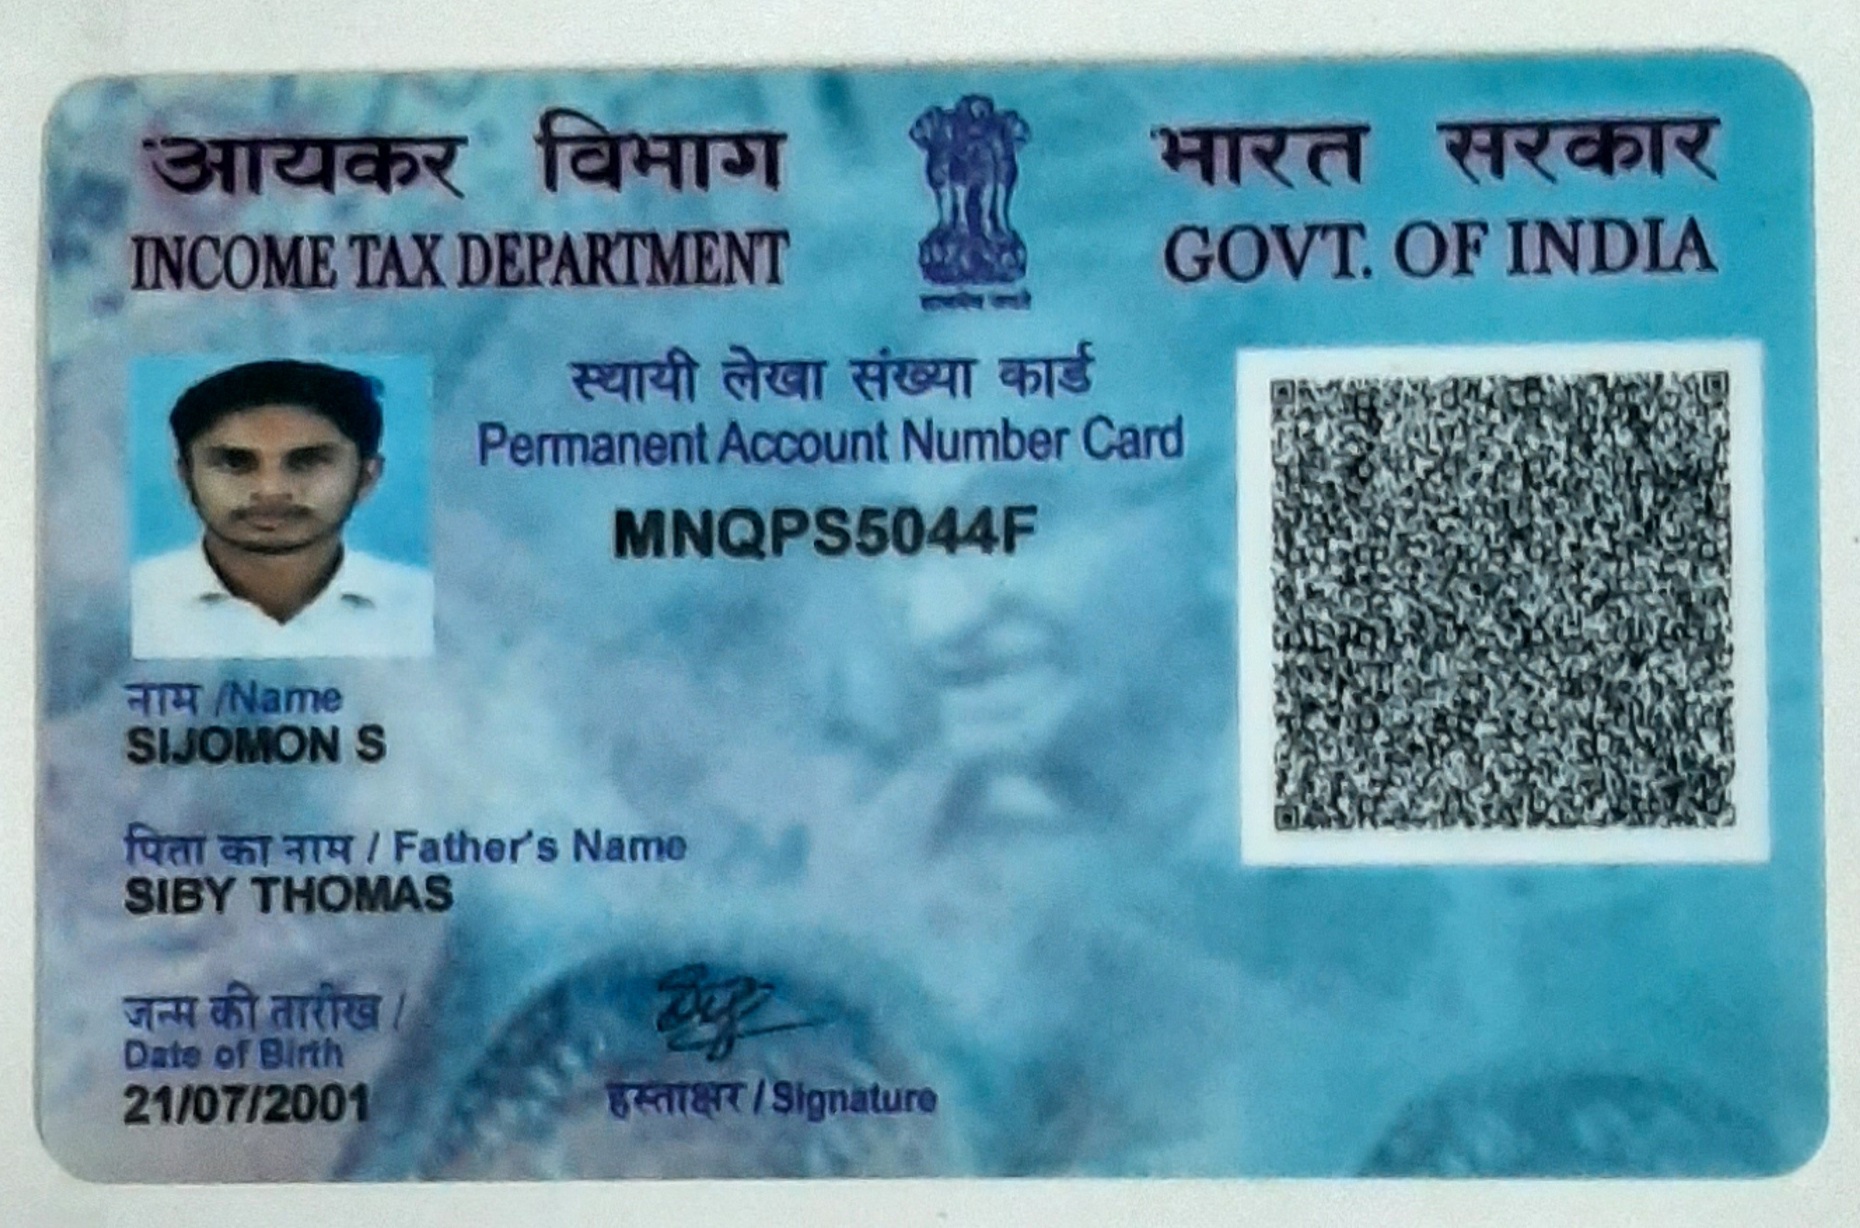 आयकर विभाग
INCOME TAX DEPARTMENT
भारत सरकार
GOVT. OF INDIA
सत्यमेव जयते
स्थायी लेखा संख्या कार्ड
Permanent Account Number Card
MNQPS5044F
नाम /Name
SIJOMON S
पिता का नाम / Father's Name
SIBY THOMAS
जन्म की तारीख /
Date of Birth
21/07/2001
हस्ताक्षर / Signature